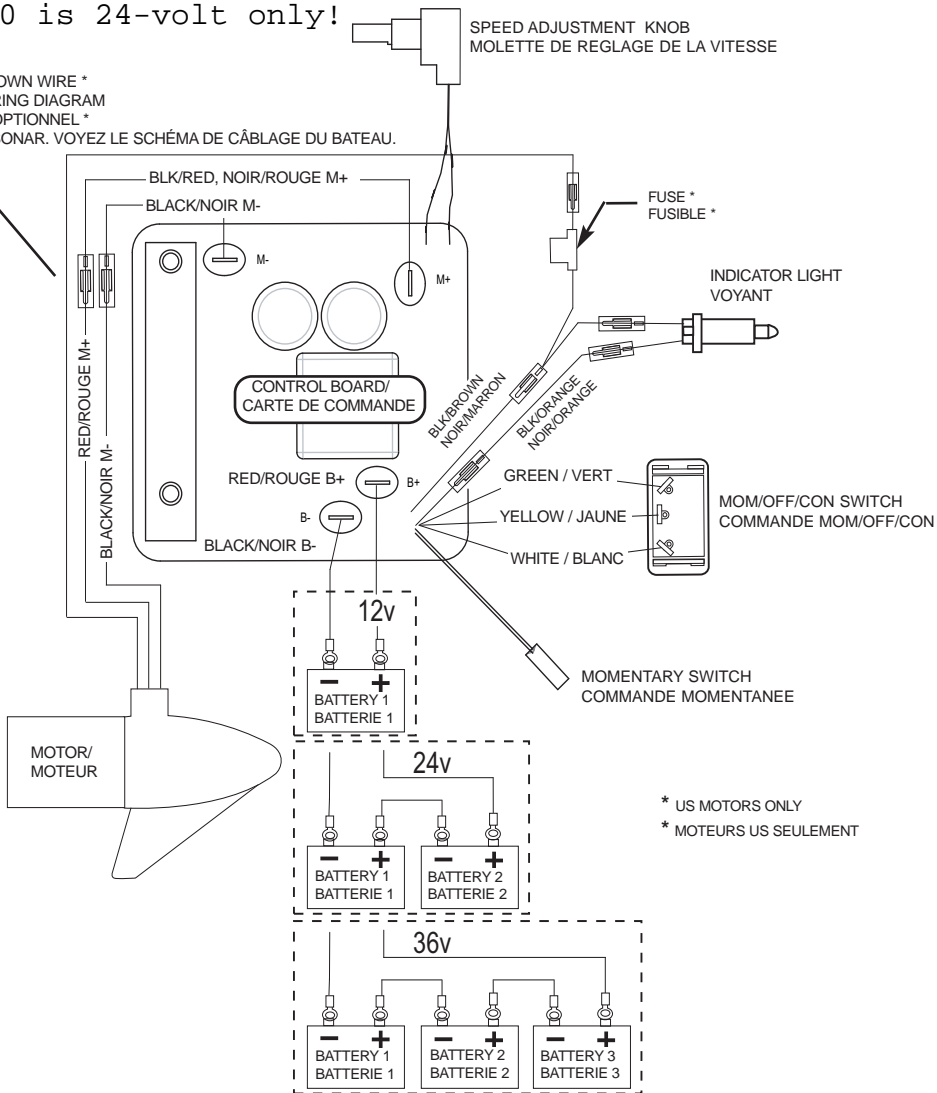 0 is 24-volt only!
SPEED ADJUSTMENT KNOB
MOLETTE DE REGLAGE DE LA VITESSE
OWN WIRE *
RING DIAGRAM
OPTIONNEL *
SONAR. VOYEZ LE SCHÉMA DE CÂBLAGE DU BATEAU.
BLK/RED, NOIR/ROUGE M+
BLACK/NOIR M-
FUSE *
FUSIBLE *
M-
M+
INDICATOR LIGHT
VOYANT
RED/ROUGE M+
BLACK/NOIR M-
CONTROL BOARD/
CARTE DE COMMANDE
BLK/BROWN
NOIR/MARRON
BLK/ORANGE
NOIR/ORANGE
RED/ROUGE B+
B+
B-
BLACK/NOIR B-
GREEN / VERT
YELLOW / JAUNE
WHITE / BLANC
MOM/OFF/CON SWITCH
COMMANDE MOM/OFF/CON
12v
– +
BATTERY 1
BATTERIE 1
MOMENTARY SWITCH
COMMANDE MOMENTANEE
MOTOR/
MOTEUR
24v
– + – +
BATTERY 1
BATTERIE 1
BATTERY 2
BATTERIE 2
* US MOTORS ONLY
* MOTEURS US SEULEMENT
36v
– + – + – +
BATTERY 1
BATTERIE 1
BATTERY 2
BATTERIE 2
BATTERY 3
BATTERIE 3